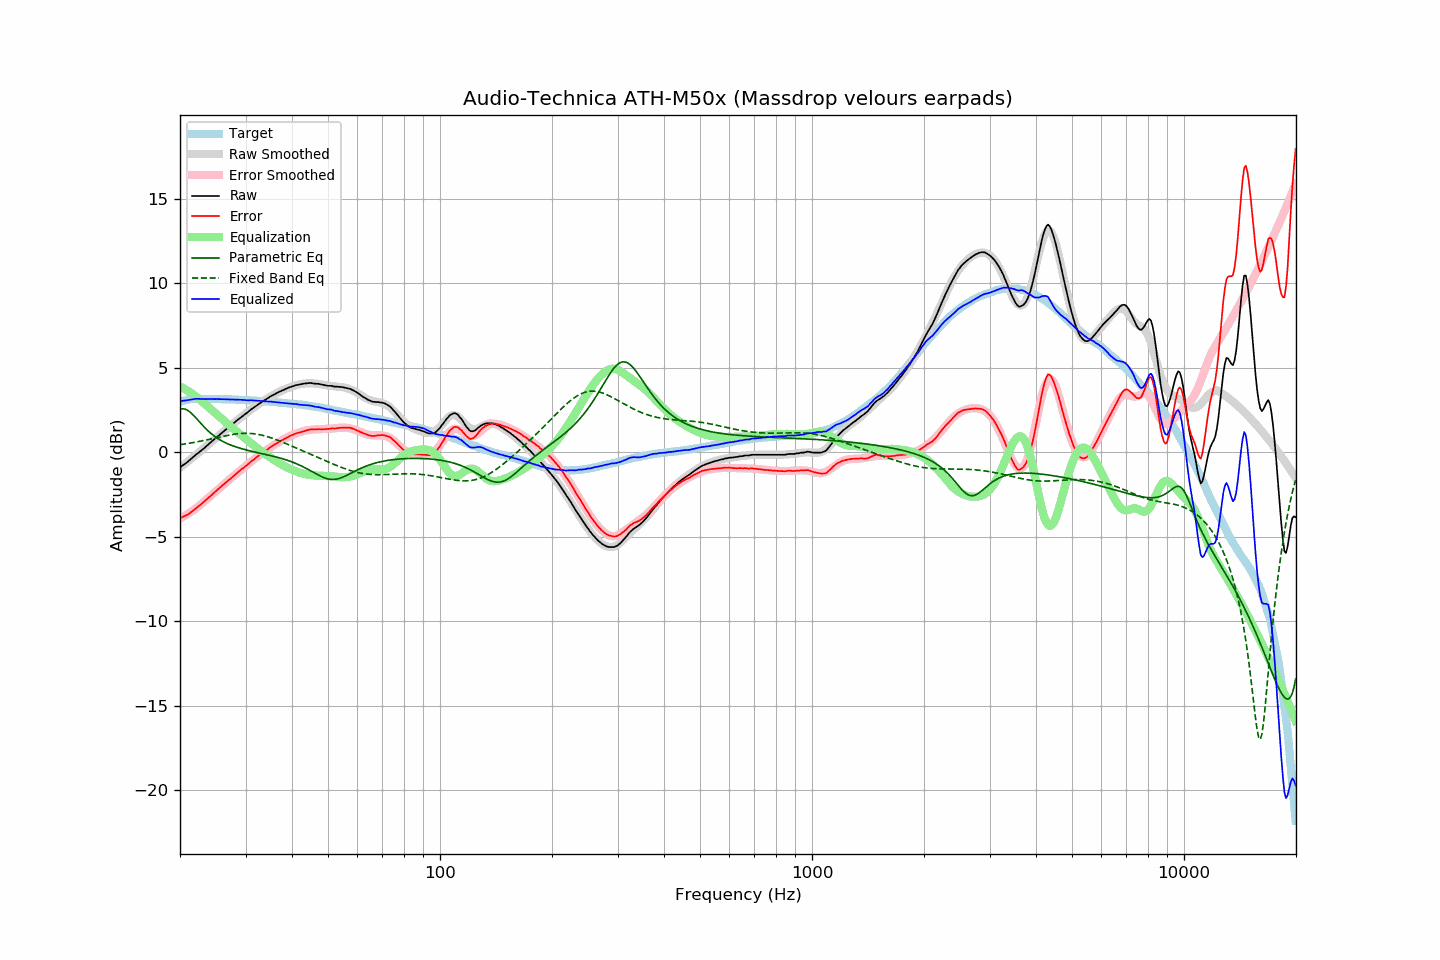 Audio-Technica ATH-M50x (Massdrop velours earpads)
Target
Raw Smoothed
Error Smoothed
Raw
Error
Equalization
Parametric Eq
Fixed Band Eq
Equalized
15
10
5
0
−5
−10
−15
−20
Amplitude (dBr)
100 1000 10000
Frequency (Hz)